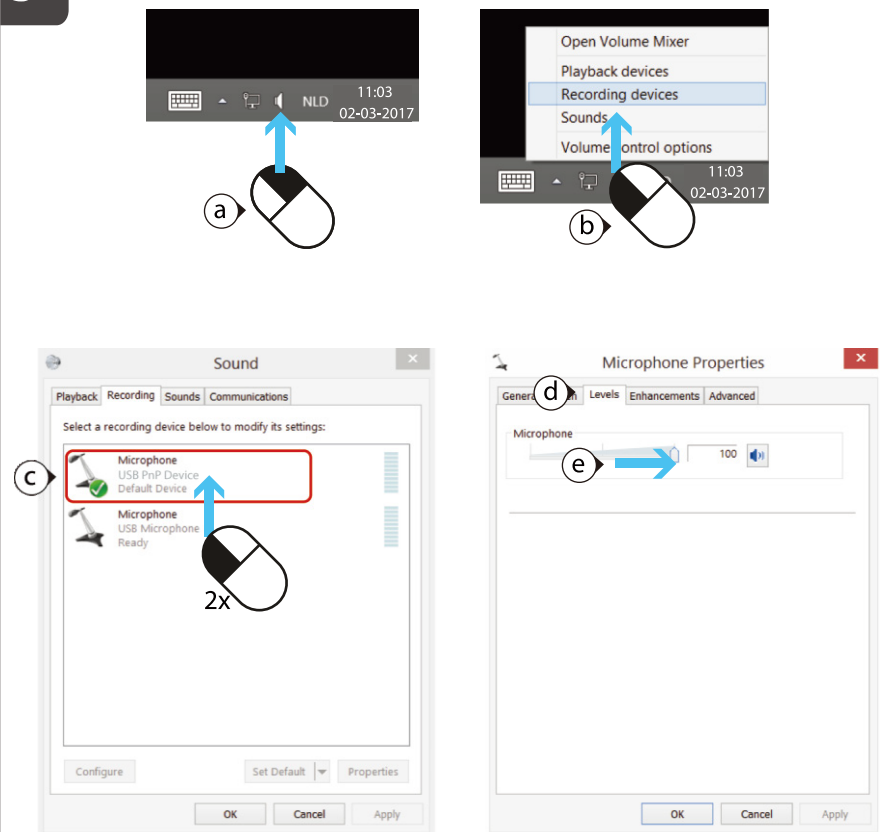 NLD
11:03
02-03-2017
a
Open Volume Mixer
Playback devices
Recording devices
Sounds
Volume control options
11:03
02-03-2017
b
Sound
Playback Recording Sounds Communications
Select a recording device below to modify its settings:
Microphone
USB PnP Device
Default Device
c
Microphone
USB Microphone
Ready
2x
Configure Set Default Properties
OK Cancel Apply
Microphone Properties
d
Levels Enhancements Advanced
Microphone
100
e
OK Cancel Apply